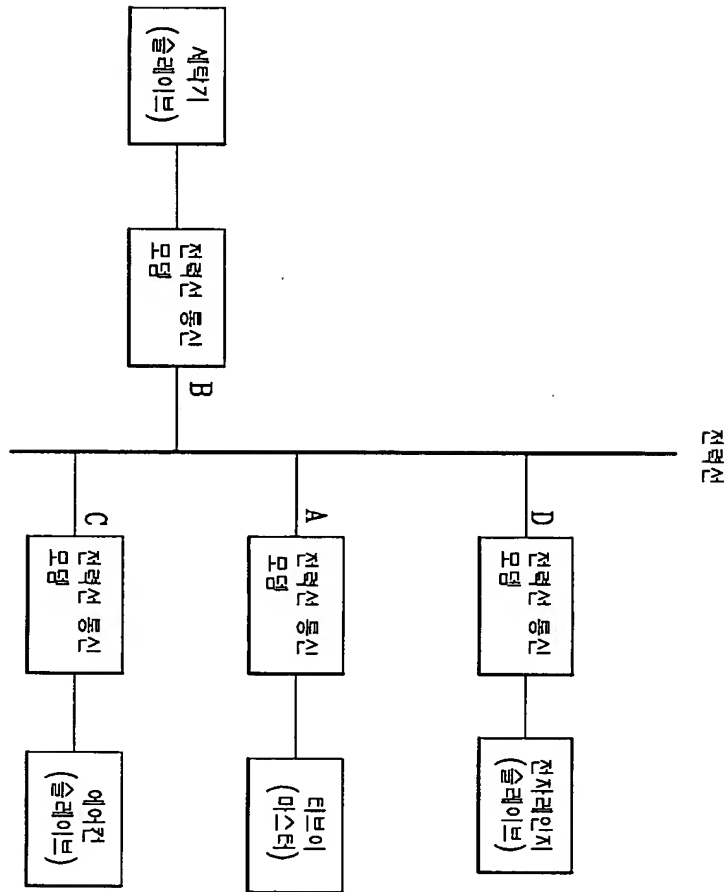 세탁기
(슬레이브)
전력선 통신
모뎀
B
전력선
C
전력선 통신
모뎀
에어컨
(슬레이브)
A
전력선 통신
모뎀
티브이
(마스터)
D
전력선 통신
모뎀
전자레인지
(슬레이브)